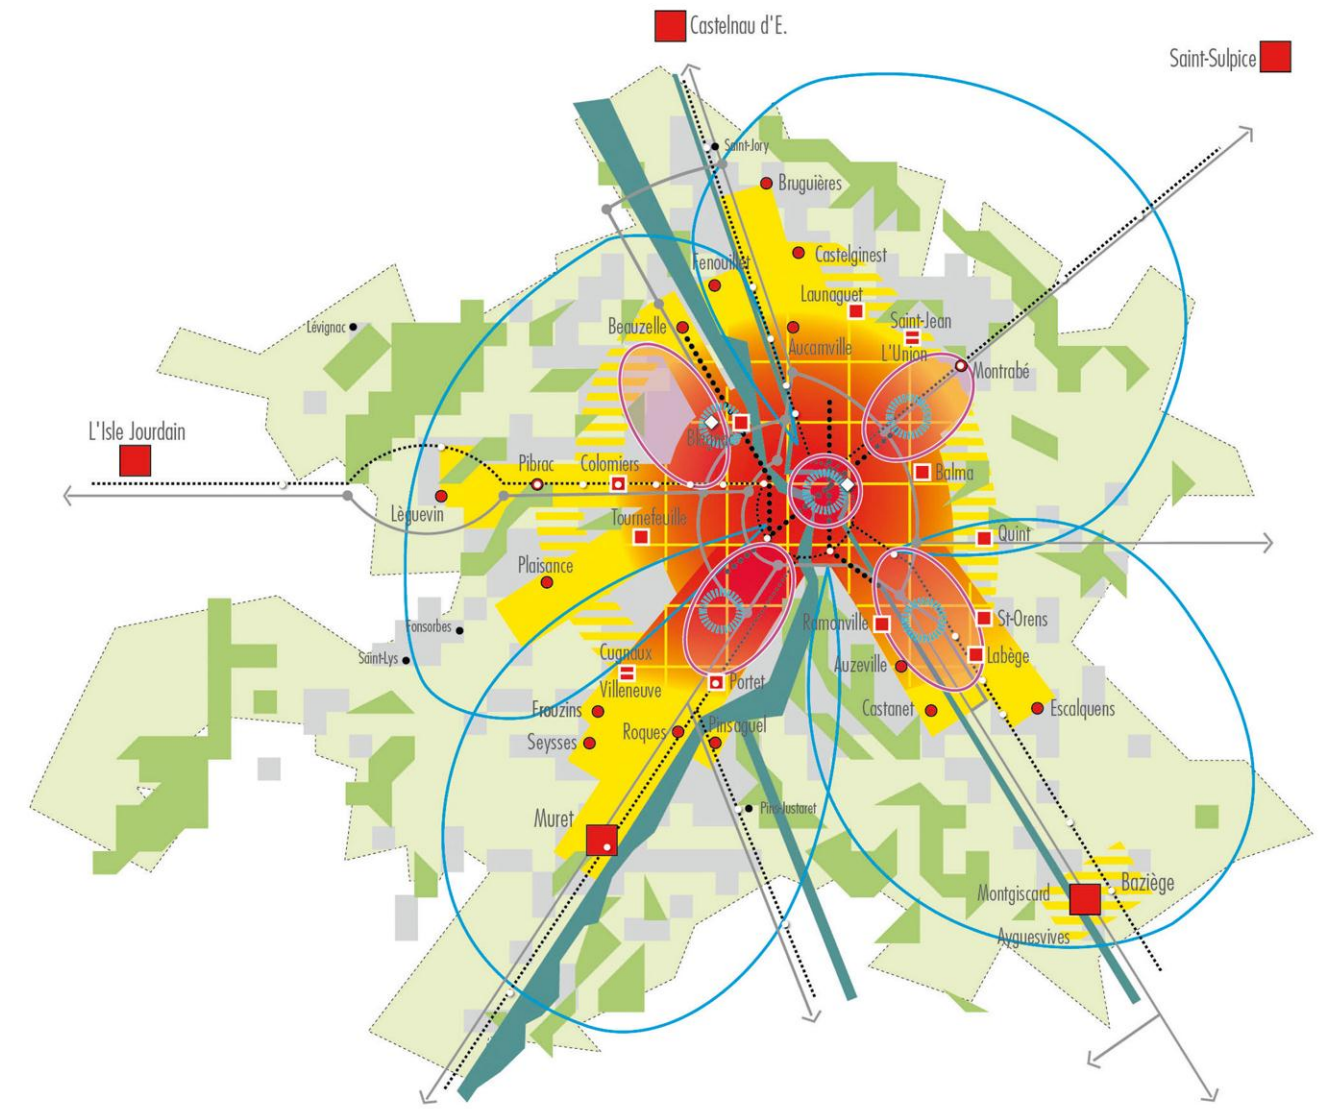 Castelnau d'E.
Saint-Sulpice
Saint-Jory
Bruguières
Castelginest
Fenouillet
Launaguet
Saint-Jean
L'Union
Lévignac
Beauzelle
Aucamville
Montrabé
L'Isle Jourdain
Pibrac
Colomiers
Balma
Lèguevin
Tournefeuille
Quint
Plaisance
Fonsorbes
Ramonville
St-Orens
Saint-Lys
Cugnaux
Villeneuve
Auzeville
Labège
Portet
Frouzins
Castanet
Escalquens
Seysses
Roques
Pinsaguel
Muret
Pins-Justaret
Montgiscard
Baziège
Ayguesvives